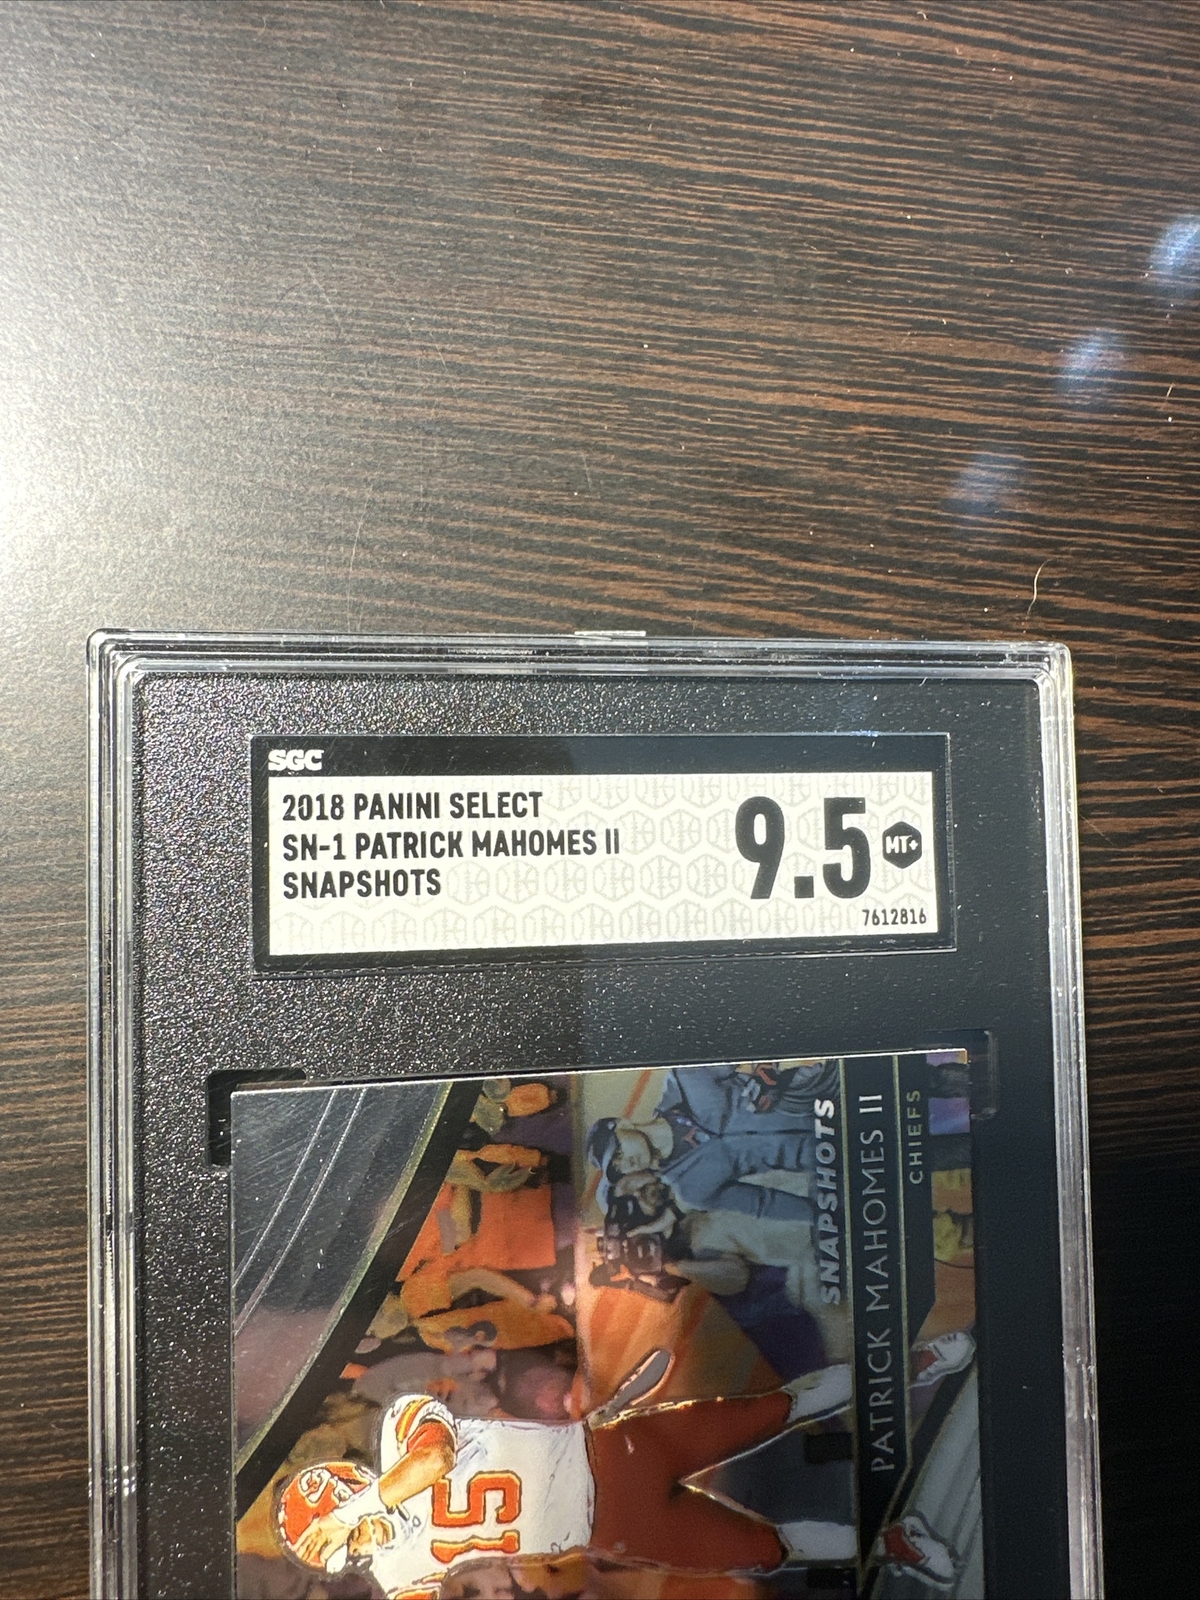 SGC
2018 PANINI SELECT
SN-1 PATRICK MAHOMES II
SNAPSHOTS
9.5
MT+
7612816
SNAPSHOTS
PATRICK MAHOMES II
CHIEFS
15